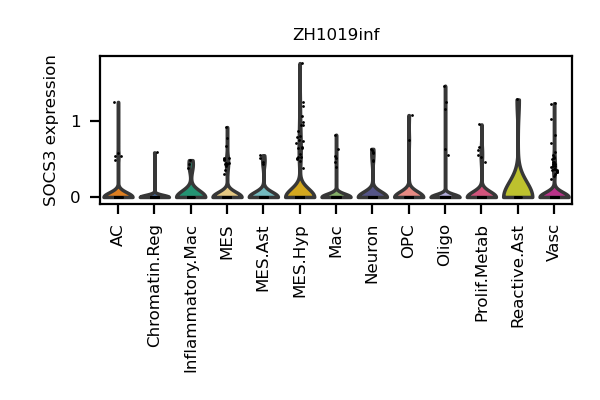 ZH1019inf
SOCS3 expression
1
0
AC
Chromatin.Reg
Inflammatory.Mac
MES
MES.Ast
MES.Hyp
Mac
Neuron
OPC
Oligo
Prolif.Metab
Reactive.Ast
Vasc